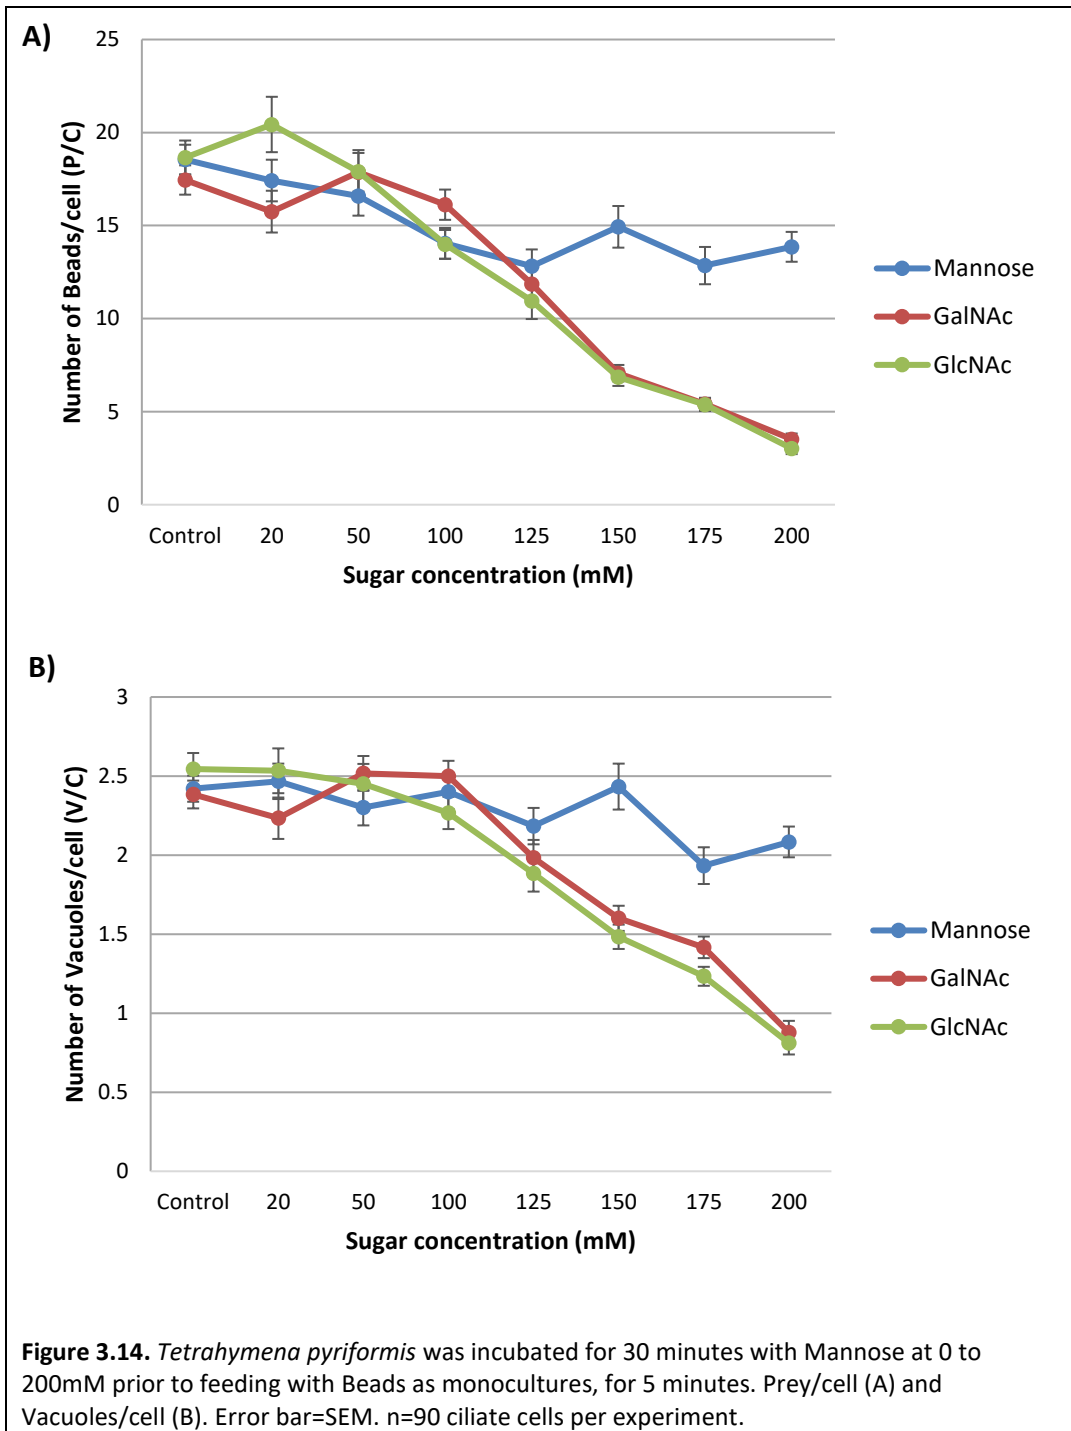 A)
25
20
15
10
5
0
Number of Beads/cell (P/C)
Control 20 50 100 125 150 175 200
Sugar concentration (mM)
Mannose
GalNAc
GlcNAc
B)
3
2.5
2
1.5
1
0.5
0
Number of Vacuoles/cell (V/C)
Control 20 50 100 125 150 175 200
Sugar concentration (mM)
Mannose
GalNAc
GlcNAc
Figure 3.14. Tetrahymena pyriformis was incubated for 30 minutes with Mannose at 0 to
200mM prior to feeding with Beads as monocultures, for 5 minutes. Prey/cell (A) and
Vacuoles/cell (B). Error bar=SEM. n=90 ciliate cells per experiment.